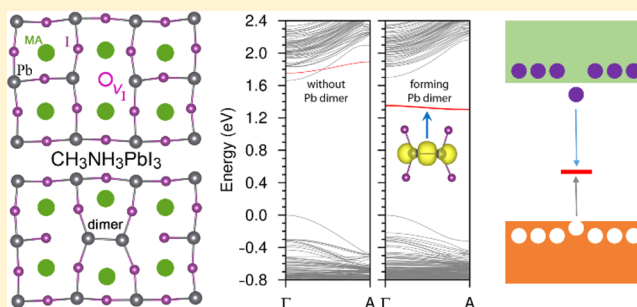 MA
I
Pb
V_I
CH₃NH₃PbI₃
dimer
Energy (eV)
2.4
2.0
1.6
1.2
0.8
0.4
0.0
−0.4
−0.8
without
Pb dimer
Γ
A
forming
Pb dimer
Γ
A